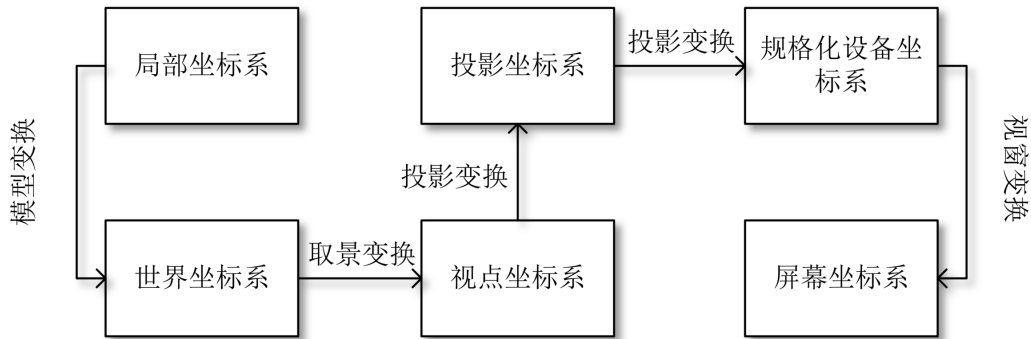 局部坐标系
模型变换
世界坐标系
取景变换
视点坐标系
投影变换
投影坐标系
投影变换
规格化设备坐
标系
视窗变换
屏幕坐标系